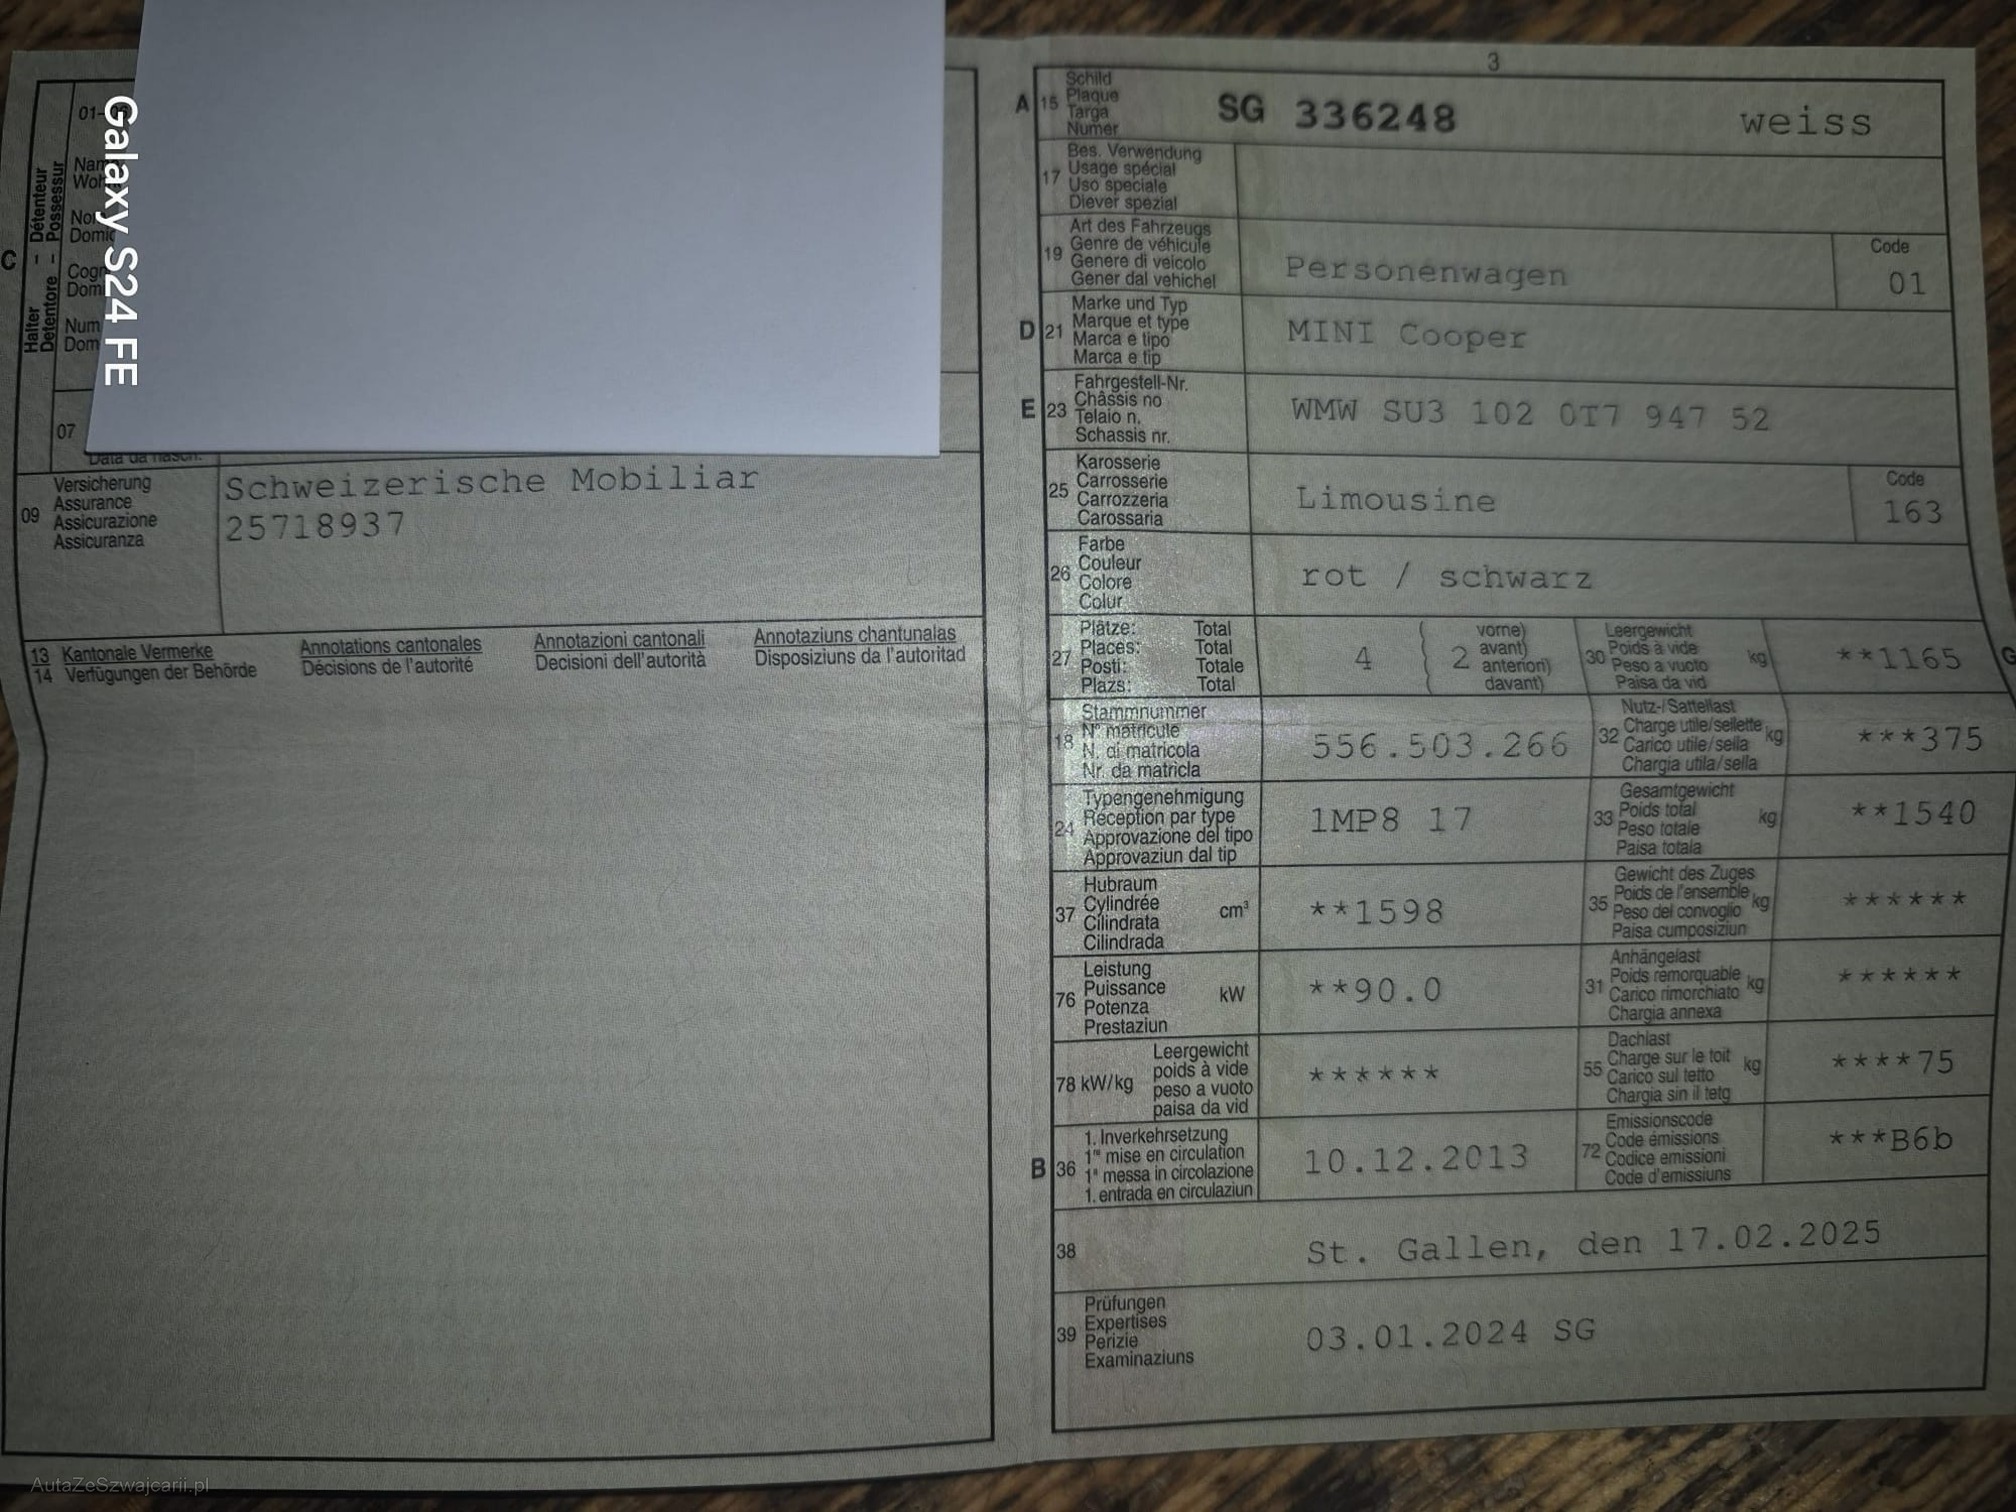 01-
Nam
Woh
No
Domic
Cogn
Dom
Num
Dom
C
Halter – Détenteur
Detentore – Possessur
07
Data da nasch.
Galaxy S24 FE
09
Versicherung
Assurance
Assicurazione
Assicuranza
Schweizerische Mobiliar
25718937
13 Kantonale Vermerke Annotations cantonales Annotazioni cantonali Annotaziuns chantunalas
14 Verfügungen der Behörde Décisions de l'autorité Decisioni dell'autorità Disposiziuns da l'autoritad
3
A 15
Schild
Plaque
Targa
Numer
SG 336248 weiss
17
Bes. Verwendung
Usage spécial
Uso speciale
Diever spezial
19
Art des Fahrzeugs
Genre de véhicule
Genere di veicolo
Gener dal vehichel
Personenwagen
Code
01
D 21
Marke und Typ
Marque et type
Marca e tipo
Marca e tip
MINI Cooper
E 23
Fahrgestell-Nr.
Châssis no
Telaio n.
Schassis nr.
WMW SU3 102 0T7 947 52
25
Karosserie
Carrosserie
Carrozzeria
Carossaria
Limousine
Code
163
26
Farbe
Couleur
Colore
Colur
rot / schwarz
27
Plätze: Total
Places: Total
Posti: Totale
Plazs: Total
4
2
vorne)
avant)
anteriori)
davant)
30
Leergewicht
Poids à vide
Peso a vuoto
Paisa da vid
kg
**1165
G
18
Stammnummer
N° matricule
N. di matricola
Nr. da matricla
556.503.266
32
Nutz-/Sattellast
Charge utile/sellette
Carico utile/sella
Chargia utila/sella
kg
***375
24
Typengenehmigung
Réception par type
Approvazione del tipo
Approvaziun dal tip
1MP8 17
33
Gesamtgewicht
Poids total
Peso totale
Paisa totala
kg
**1540
37
Hubraum
Cylindrée
Cilindrata
Cilindrada
cm³
**1598
35
Gewicht des Zuges
Poids de l'ensemble
Peso del convoglio
Paisa cumposiziun
kg
******
76
Leistung
Puissance
Potenza
Prestaziun
kW
**90.0
31
Anhängelast
Poids remorquable
Carico rimorchiato
Chargia annexa
kg
******
78 kW/kg
Leergewicht
poids à vide
peso a vuoto
paisa da vid
******
55
Dachlast
Charge sur le toit
Carico sul tetto
Chargia sin il tetg
kg
****75
B 36
1. Inverkehrsetzung
1re mise en circulation
1a messa in circolazione
1. entrada en circulaziun
10.12.2013
72
Emissionscode
Code émissions
Codice emissioni
Code d'emissiuns
***B6b
38
St. Gallen, den 17.02.2025
39
Prüfungen
Expertises
Perizie
Examinaziuns
03.01.2024 SG
AutaZeSzwajcarii.pl